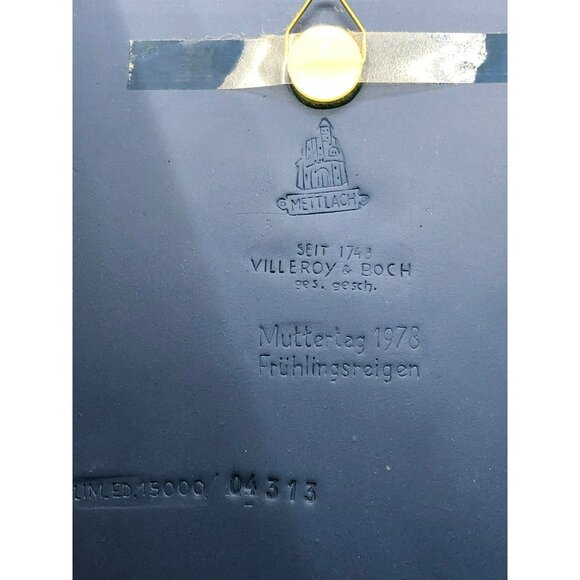 METTLACH
SEIT 1748
VILLEROY & BOCH
ges. gesch.
Muttertag 1978
Frühlingsreigen
LIM. ED. 15000 04313